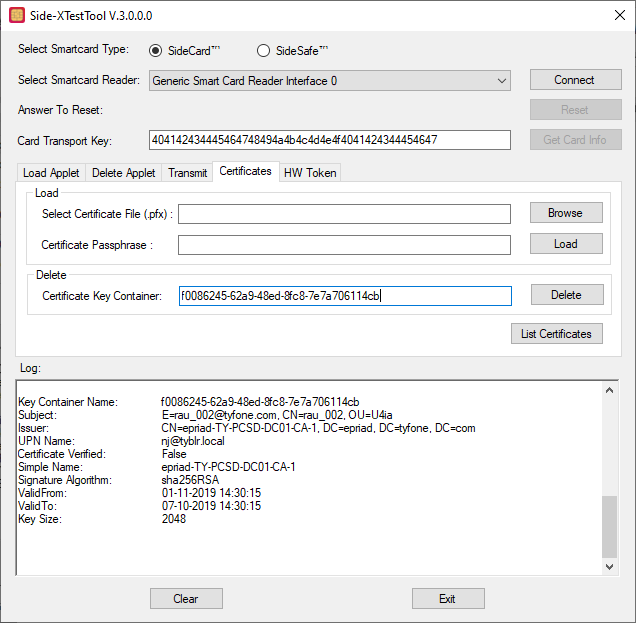 Side-XTestTool V.3.0.0.0
Select Smartcard Type: SideCard™ SideSafe™
Select Smartcard Reader: Generic Smart Card Reader Interface 0 Connect
Answer To Reset: Reset
Card Transport Key: 404142434445464748494a4b4c4d4e4f4041424344454647 Get Card Info
Load Applet Delete Applet Transmit Certificates HW Token
Load
Select Certificate File (.pfx) : Browse
Certificate Passphrase : Load
Delete
Certificate Key Container: f0086245-62a9-48ed-8fc8-7e7a706114cb Delete
List Certificates
Log:
Key Container Name: f0086245-62a9-48ed-8fc8-7e7a706114cb
Subject: E=rau_002@tyfone.com, CN=rau_002, OU=U4ia
Issuer: CN=epriad-TY-PCSD-DC01-CA-1, DC=epriad, DC=tyfone, DC=com
UPN Name: nj@tyblr.local
Certificate Verified: False
Simple Name: epriad-TY-PCSD-DC01-CA-1
Signature Algorithm: sha256RSA
ValidFrom: 01-11-2019 14:30:15
ValidTo: 07-10-2019 14:30:15
Key Size: 2048
Clear Exit